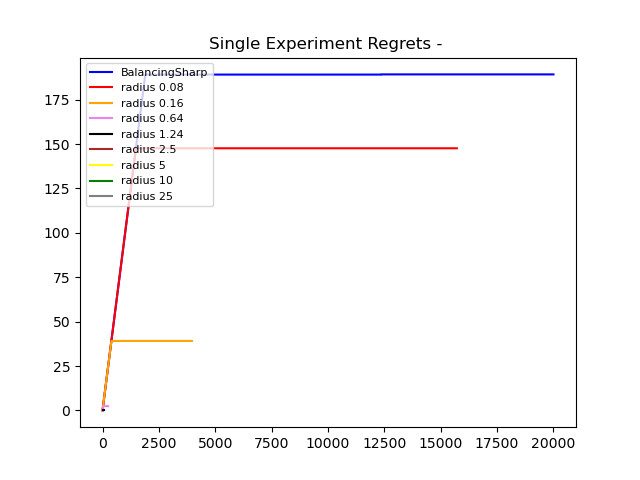 Single Experiment Regrets -
BalancingSharp
radius 0.08
radius 0.16
radius 0.64
radius 1.24
radius 2.5
radius 5
radius 10
radius 25
175
150
125
100
75
50
25
0
0 2500 5000 7500 10000 12500 15000 17500 20000